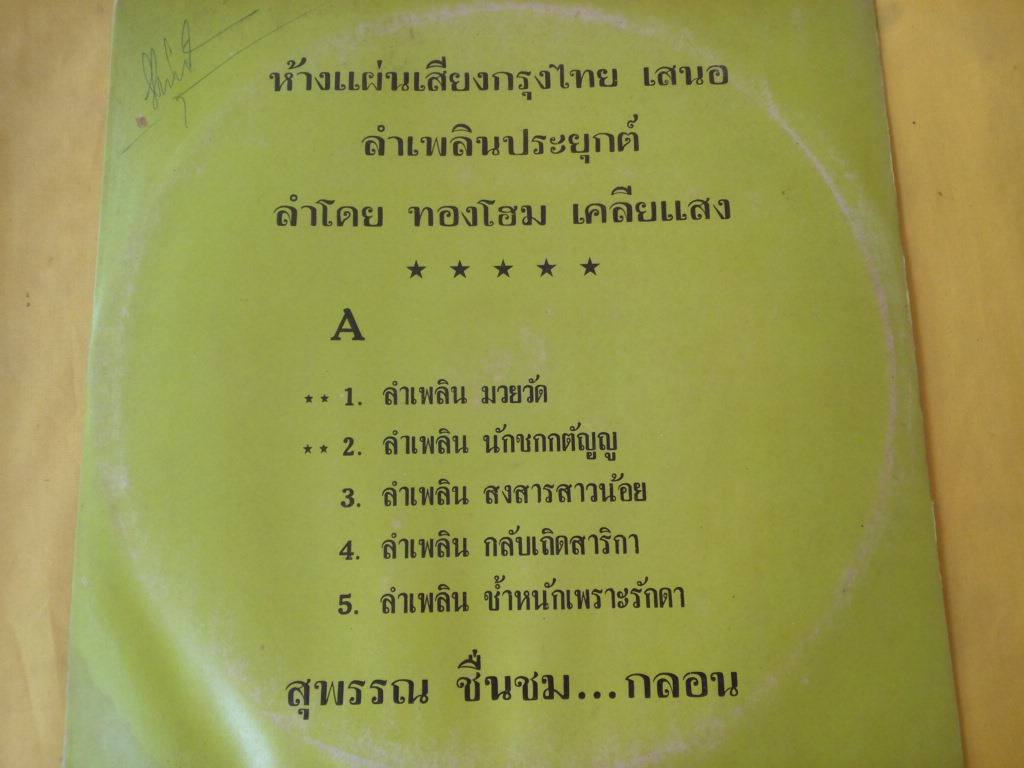 ห้างแผ่นเสียงกรุงไทย เสนอ
ลำเพลินประยุกต์
ลำโดย ทองโฮม เคลียแสง
★ ★ ★ ★ ★
A
★★ 1. ลำเพลิน มวยวัด
★★ 2. ลำเพลิน นักชกกตัญญู
3. ลำเพลิน สงสารสาวน้อย
4. ลำเพลิน กลับเถิดสาริกา
5. ลำเพลิน ช้ำหนักเพราะรักดา
สุพรรณ ชื่นชม...กลอน